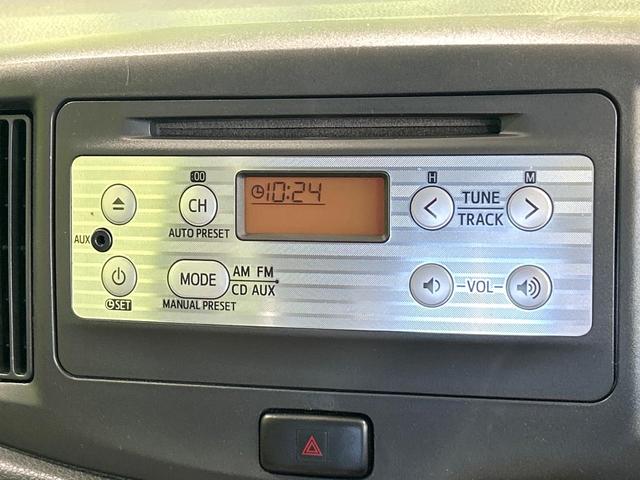 :00
CH
AUTO PRESET
10:24
H
M
TUNE
TRACK
AUX
SET
MODE
AM FM
CD AUX
MANUAL PRESET
VOL